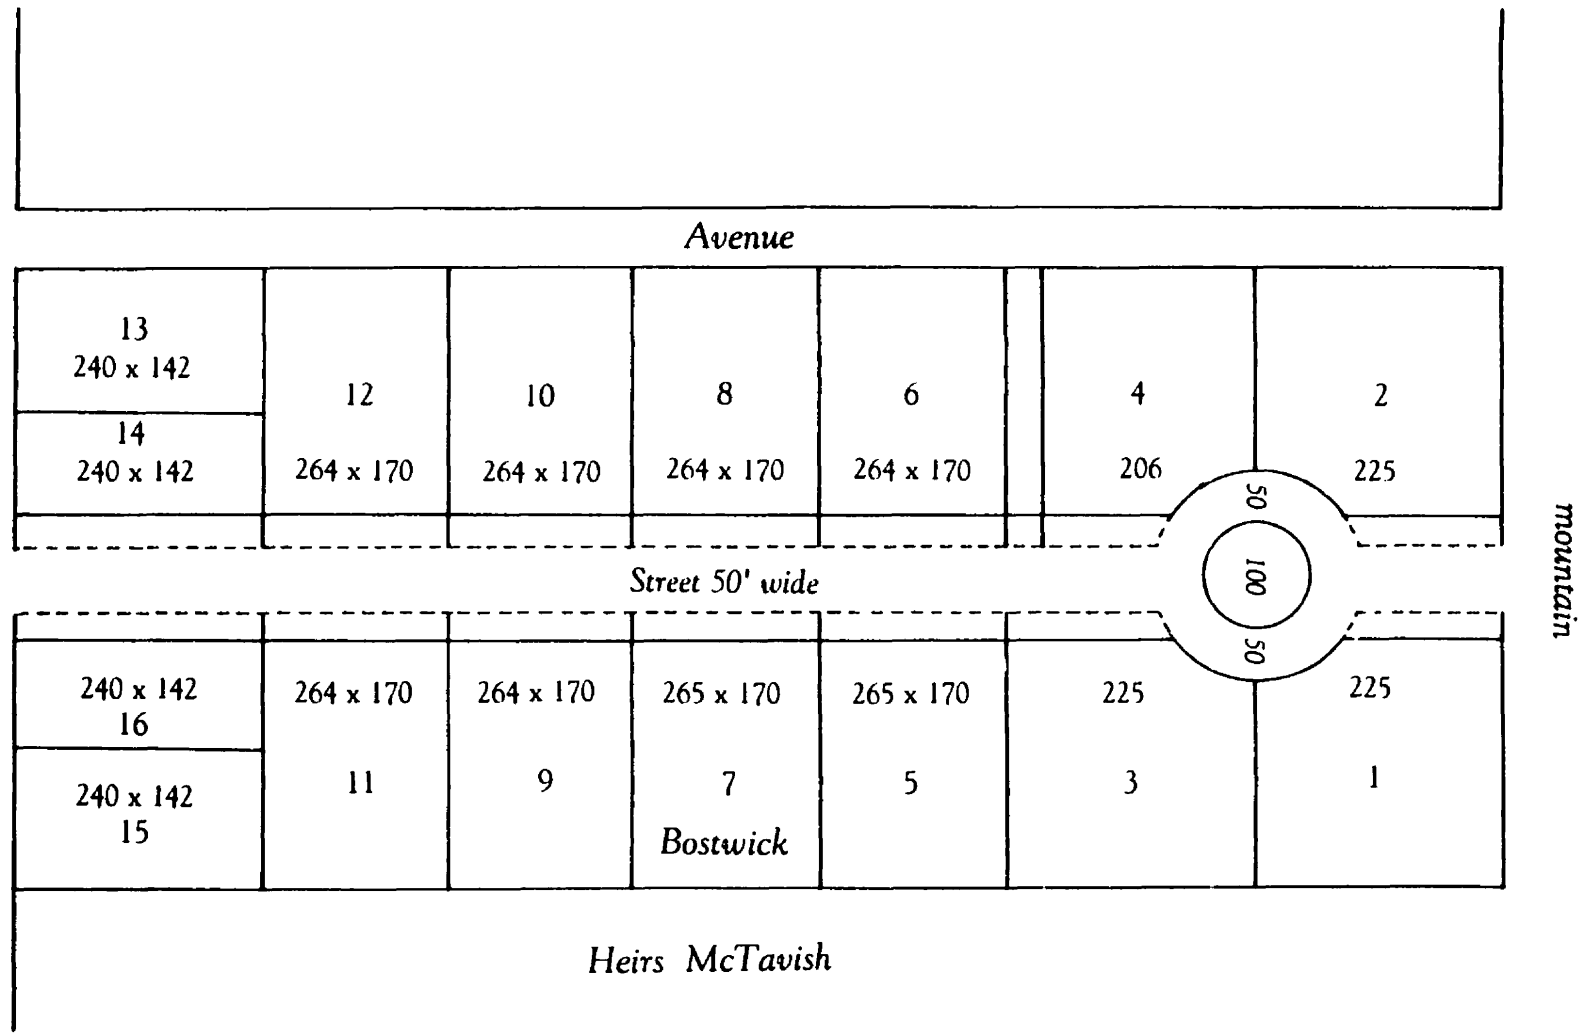 Avenue
13
240 x 142
14
240 x 142
12
264 x 170
10
264 x 170
8
264 x 170
6
264 x 170
4
206
2
225
50
100
50
Street 50' wide
mountain
240 x 142
16
240 x 142
15
264 x 170
11
264 x 170
9
265 x 170
7
Bostwick
265 x 170
5
225
3
225
1
Heirs McTavish